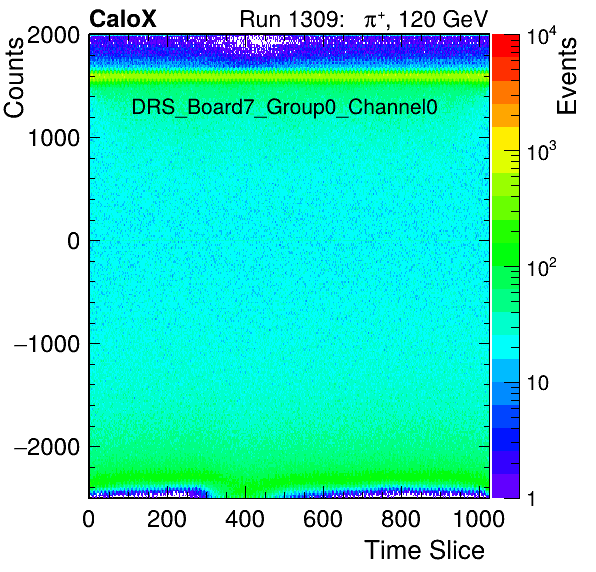 CaloX Run 1309: π⁺, 120 GeV
Counts
2000
1000
0
−1000
−2000
DRS_Board7_Group0_Channel0
0 200 400 600 800 1000
Time Slice
Events
10⁴
10³
10²
10
1